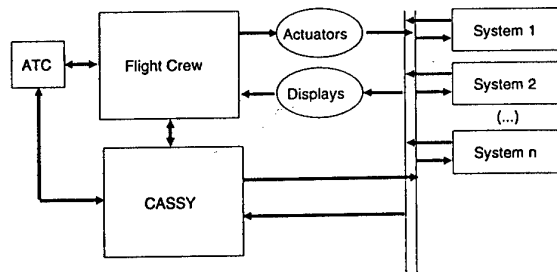 ATC
Flight Crew
Actuators
Displays
CASSY
System 1
System 2
(...)
System n